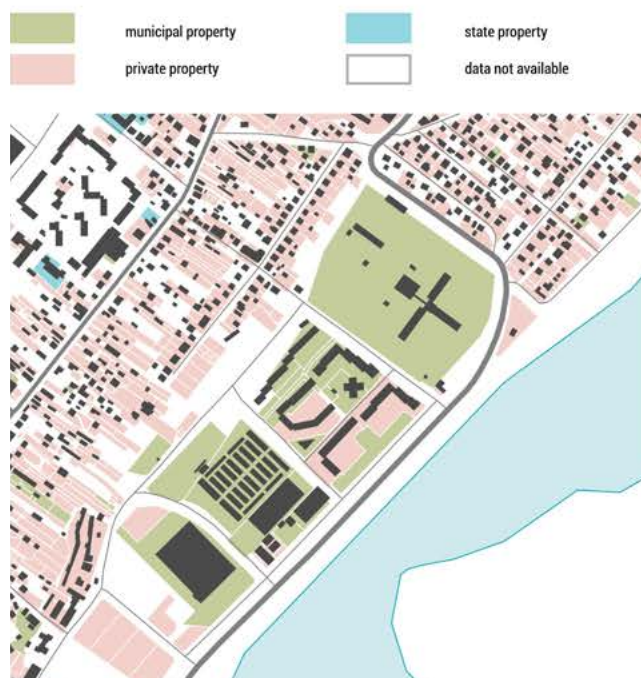 municipal property
state property
private property
data not available